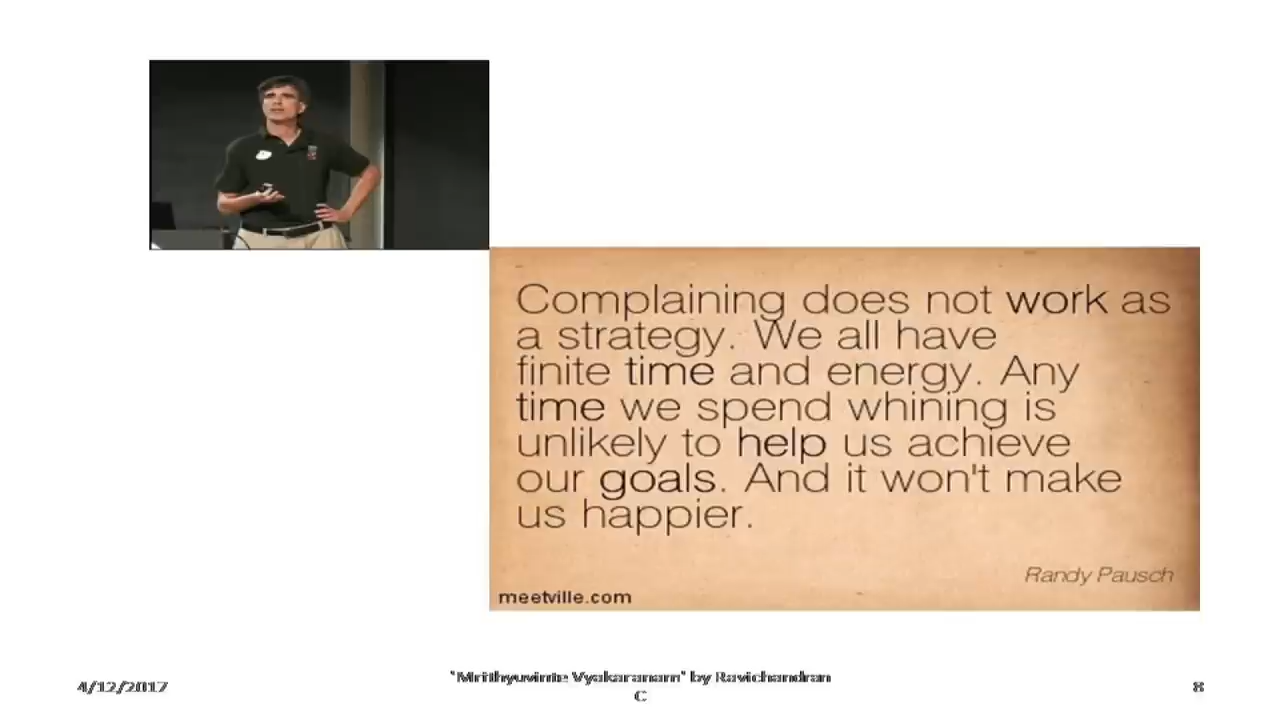 Complaining does not work as
a strategy. We all have
finite time and energy. Any
time we spend whining is
unlikely to help us achieve
our goals. And it won't make
us happier.
Randy Pausch
meetville.com
4/12/2017
"Mrithyuvinte Vyakaranam" by Ravichandran
C
8